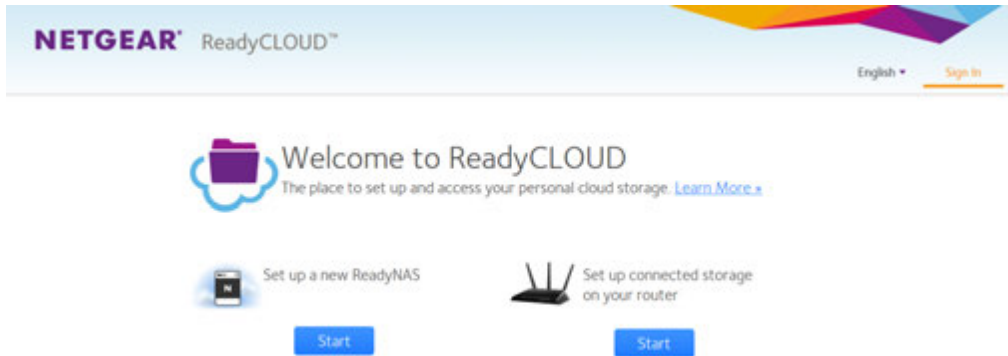 NETGEAR® ReadyCLOUD™
English Sign In
Welcome to ReadyCLOUD
The place to set up and access your personal cloud storage. Learn More »
Set up a new ReadyNAS
Set up connected storage
on your router
N
Start
Start